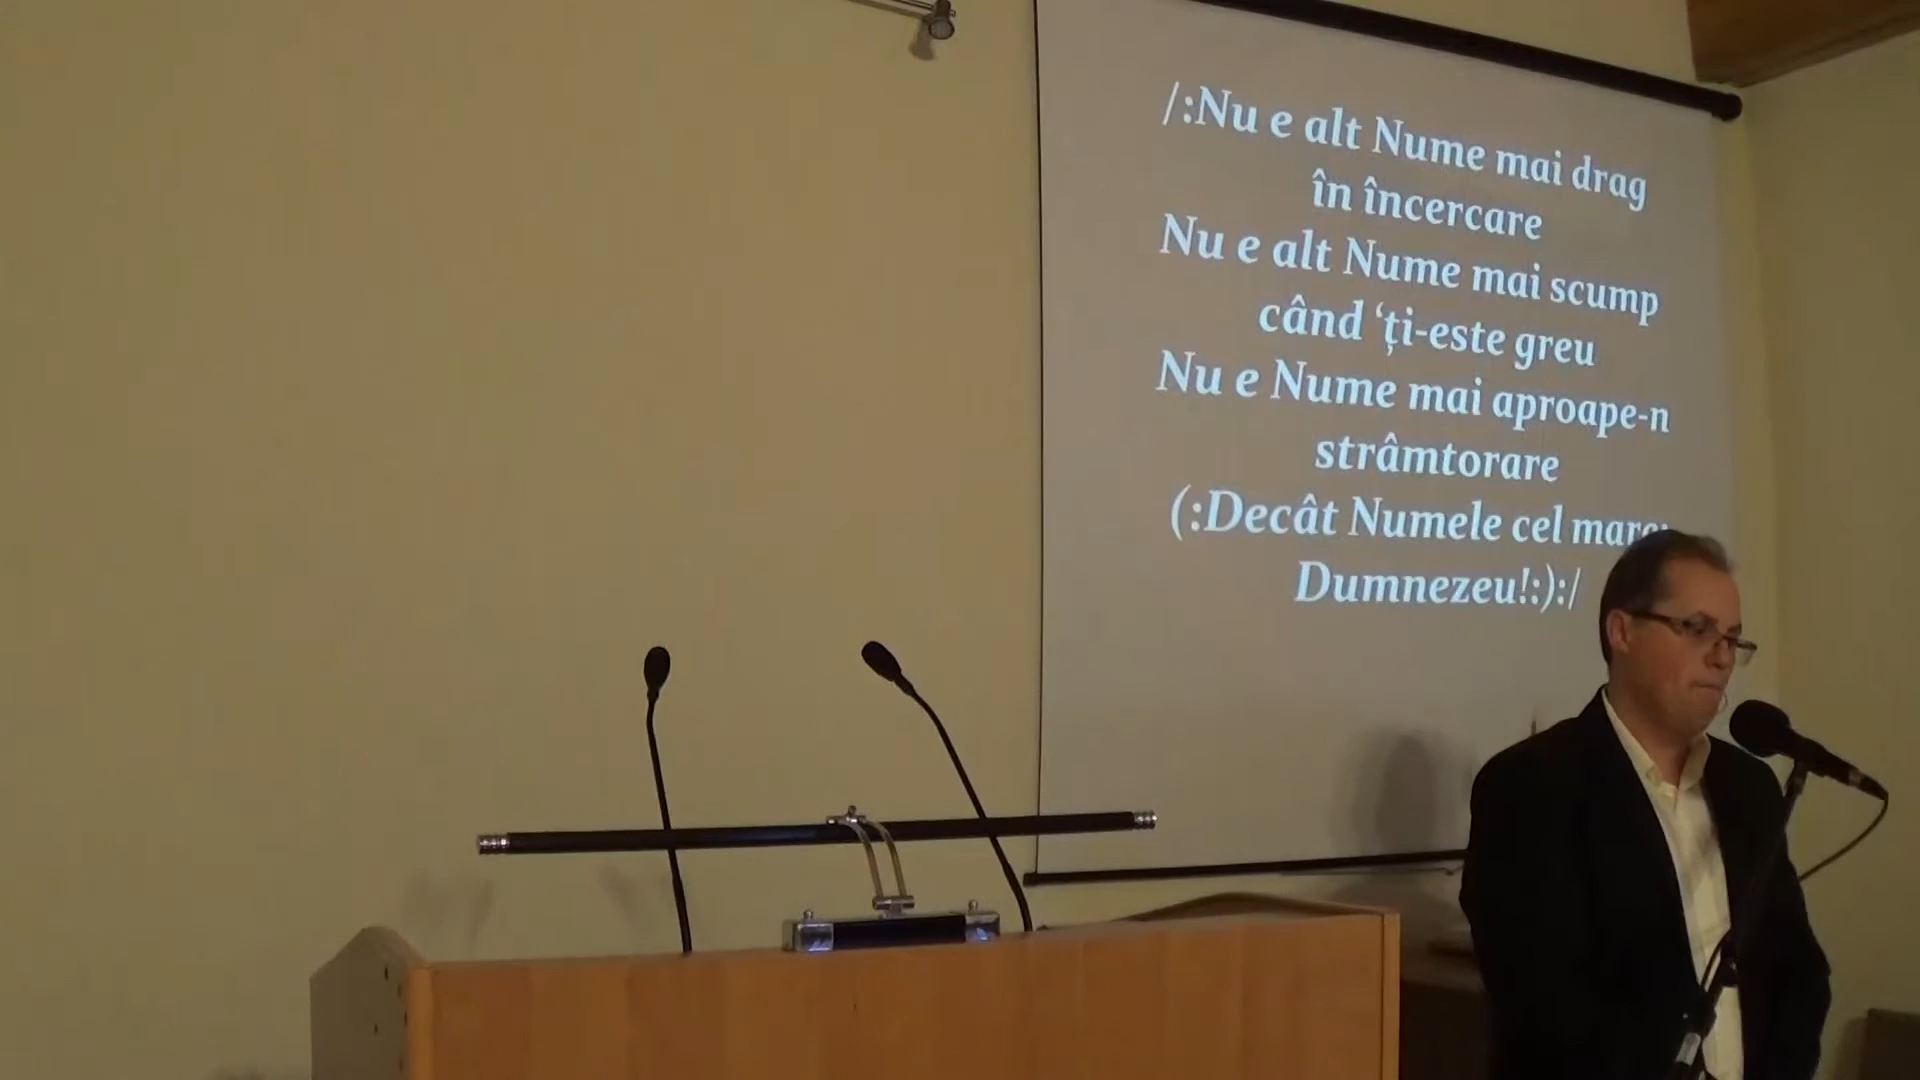 /:Nu e alt Nume mai drag
în încercare
Nu e alt Nume mai scump
când ‘ți-este greu
Nu e Nume mai aproape-n
strâmtorare
(:Decât Numele cel mare:
Dumnezeu!:):/